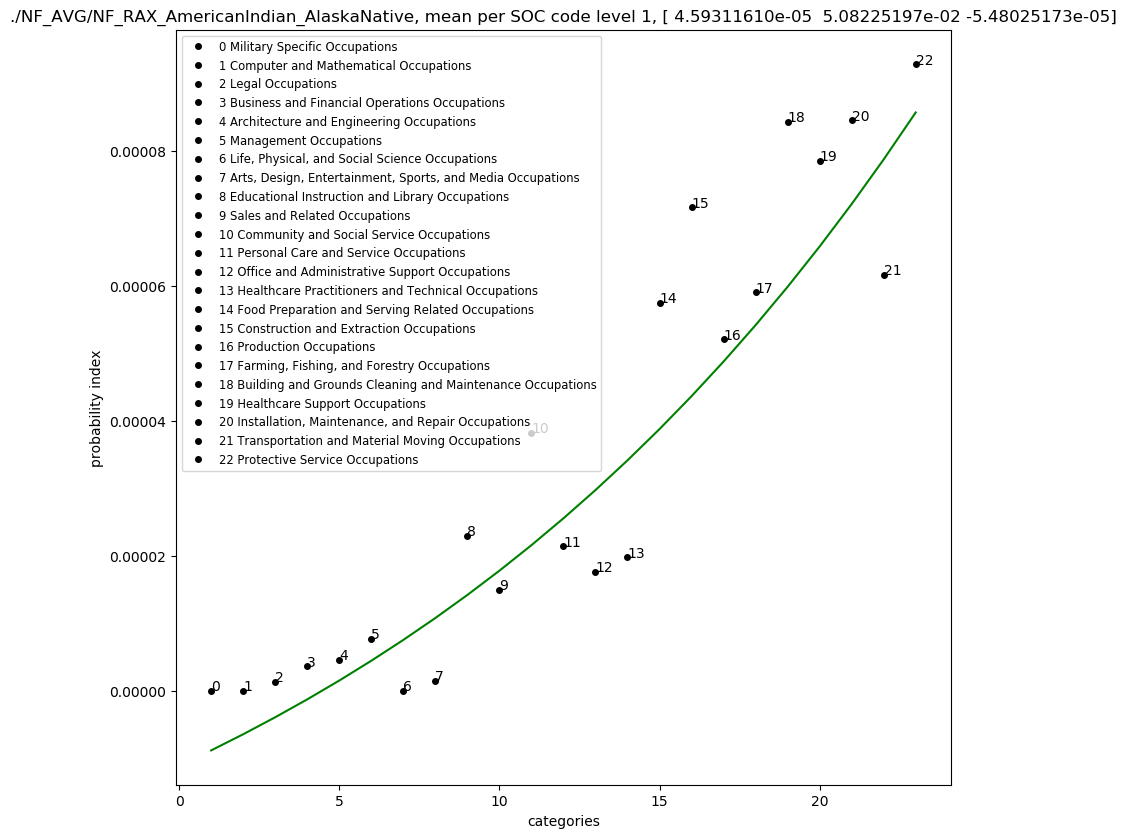 ./NF_AVG/NF_RAX_AmericanIndian_AlaskaNative, mean per SOC code level 1, [ 4.59311610e-05  5.08225197e-02 -5.48025173e-05]
0 Military Specific Occupations
1 Computer and Mathematical Occupations
2 Legal Occupations
3 Business and Financial Operations Occupations
4 Architecture and Engineering Occupations
5 Management Occupations
6 Life, Physical, and Social Science Occupations
7 Arts, Design, Entertainment, Sports, and Media Occupations
8 Educational Instruction and Library Occupations
9 Sales and Related Occupations
10 Community and Social Service Occupations
11 Personal Care and Service Occupations
12 Office and Administrative Support Occupations
13 Healthcare Practitioners and Technical Occupations
14 Food Preparation and Serving Related Occupations
15 Construction and Extraction Occupations
16 Production Occupations
17 Farming, Fishing, and Forestry Occupations
18 Building and Grounds Cleaning and Maintenance Occupations
19 Healthcare Support Occupations
20 Installation, Maintenance, and Repair Occupations
21 Transportation and Material Moving Occupations
22 Protective Service Occupations
probability index
0.00008
0.00006
0.00004
0.00002
0.00000
0
1
2
3
4
5
6
7
8
9
10
11
12
13
14
15
16
17
18
19
20
21
22
0
5
10
15
20
categories